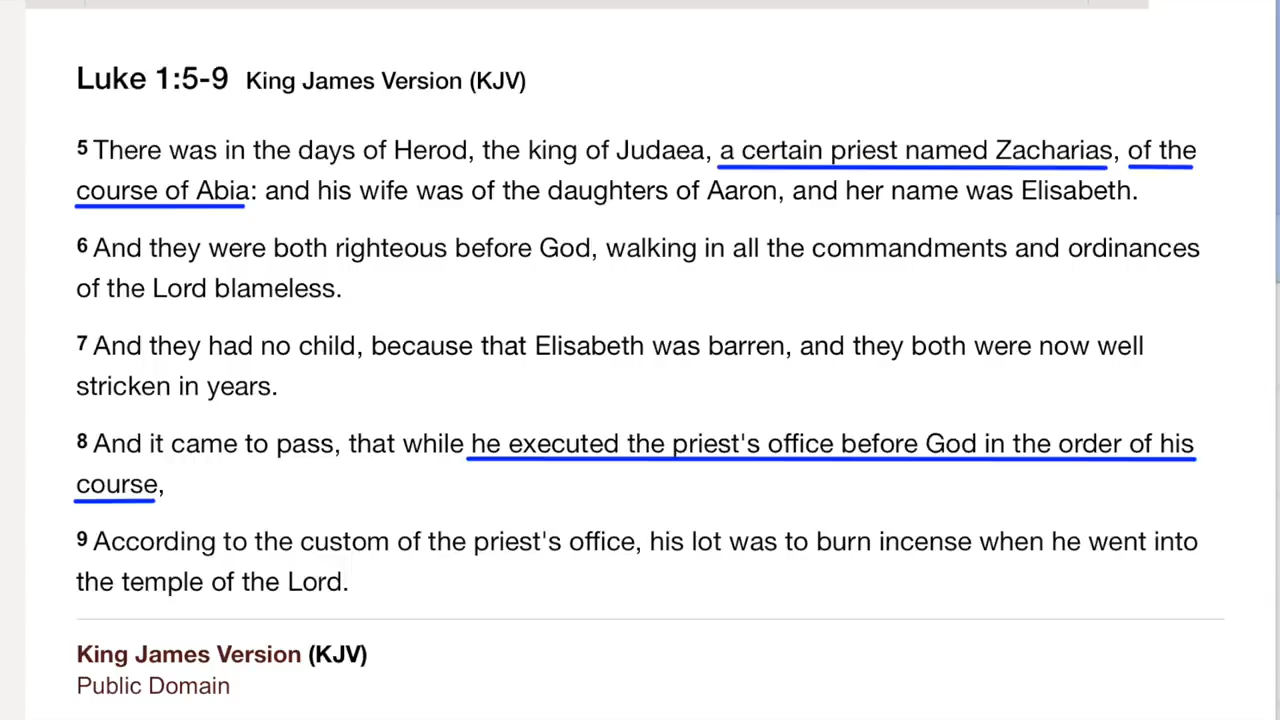 Luke 1:5-9 King James Version (KJV)
5 There was in the days of Herod, the king of Judaea, a certain priest named Zacharias, of the
course of Abia: and his wife was of the daughters of Aaron, and her name was Elisabeth.
6 And they were both righteous before God, walking in all the commandments and ordinances
of the Lord blameless.
7 And they had no child, because that Elisabeth was barren, and they both were now well
stricken in years.
8 And it came to pass, that while he executed the priest's office before God in the order of his
course,
9 According to the custom of the priest's office, his lot was to burn incense when he went into
the temple of the Lord.
King James Version (KJV)
Public Domain